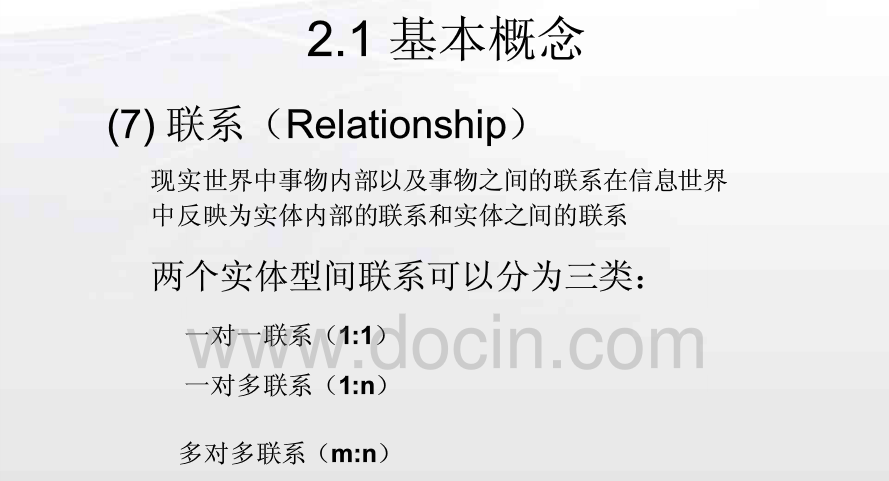 2.1 基本概念
(7) 联系（Relationship）
现实世界中事物内部以及事物之间的联系在信息世界
中反映为实体内部的联系和实体之间的联系
两个实体型间联系可以分为三类：
www.docin.com
一对一联系（1:1）
一对多联系（1:n）
多对多联系（m:n）